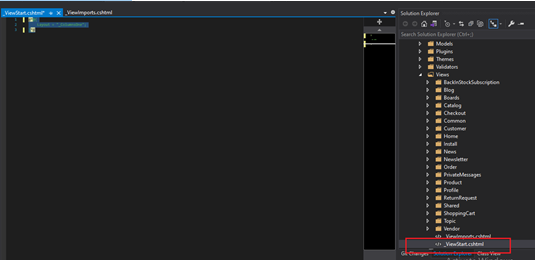 _ViewStart.cshtml*
_ViewImports.cshtml
Solution Explorer
Search Solution Explorer (Ctrl+;)
Models
Plugins
Themes
Validators
Views
BackInStockSubscription
Blog
Boards
Catalog
Checkout
Common
Customer
Home
Install
News
Newsletter
Order
PrivateMessages
Product
Profile
ReturnRequest
Shared
ShoppingCart
Topic
Vendor
_ViewImports.cshtml
_ViewStart.cshtml
Git Changes Solution Explorer Class View